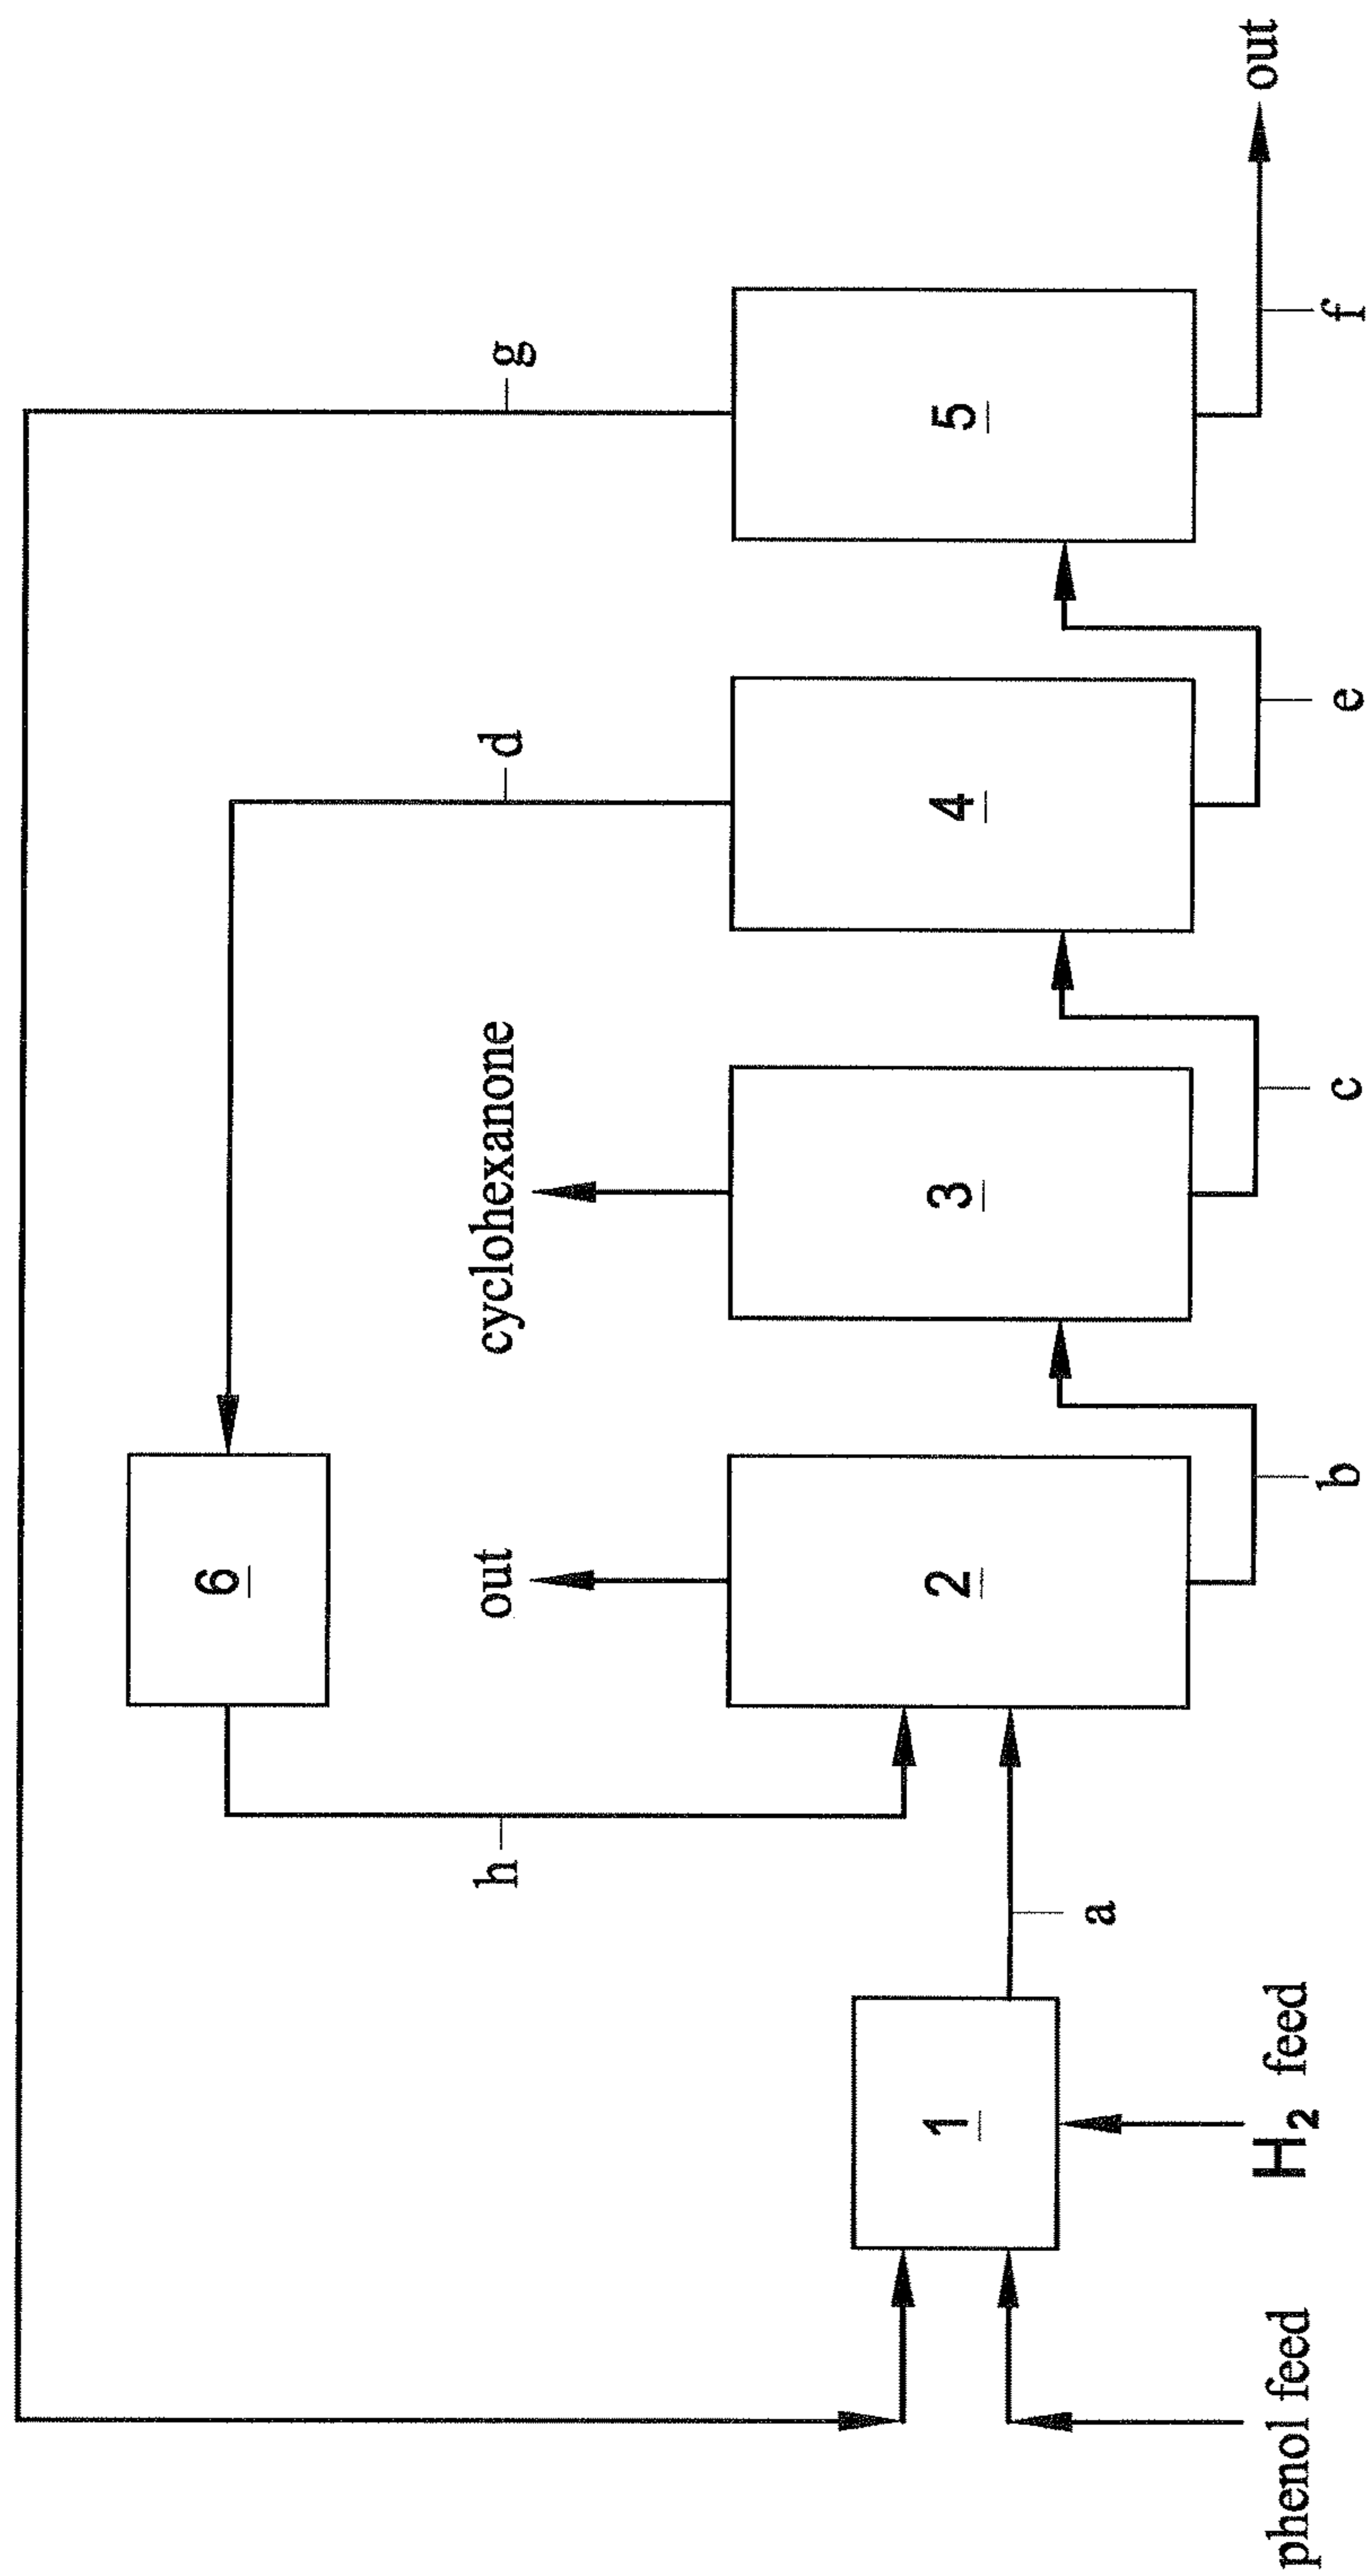 g
d
6
cyclohexanone
out
h
5
4
3
2
1
a
out
f
e
c
b
H₂ feed
phenol feed